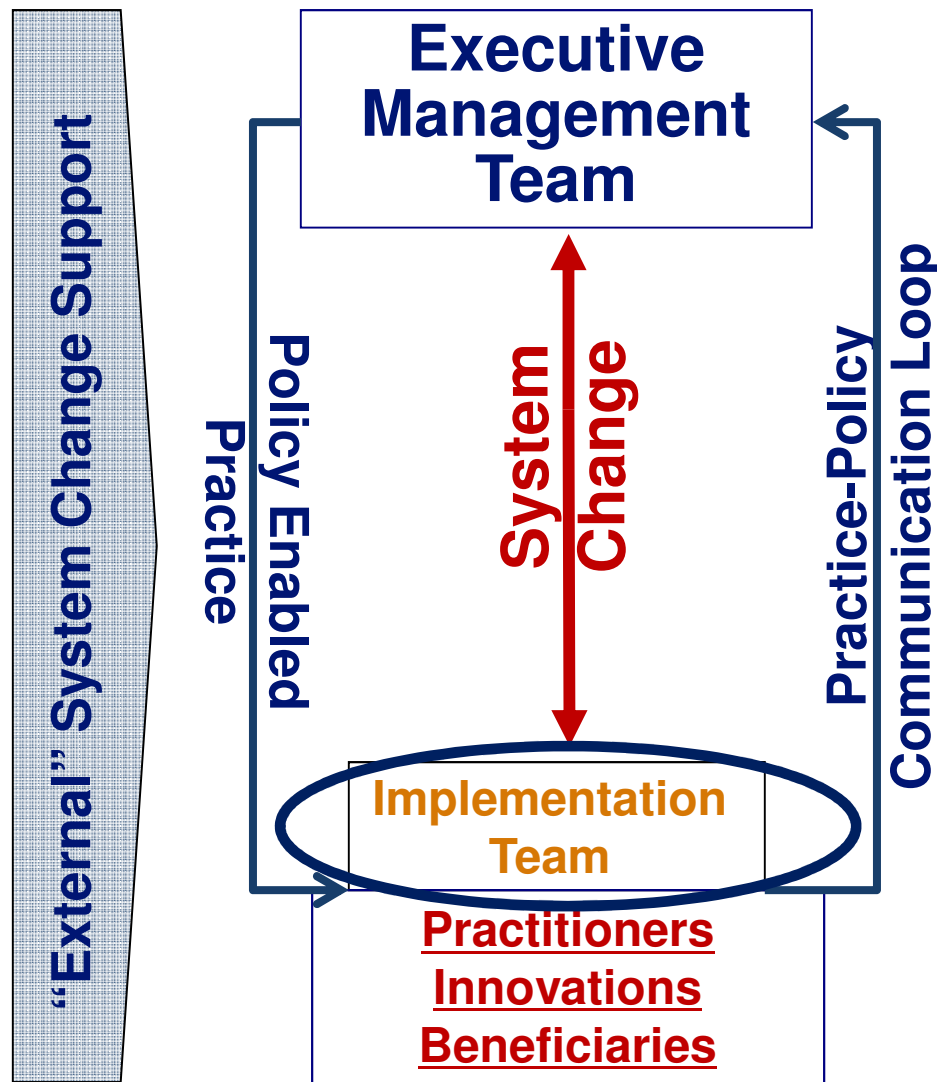 Executive
Management
Team
“External” System Change Support
Policy Enabled
Practice
System
Change
Practice-Policy
Communication Loop
Implementation
Team
Practitioners
Innovations
Beneficiaries